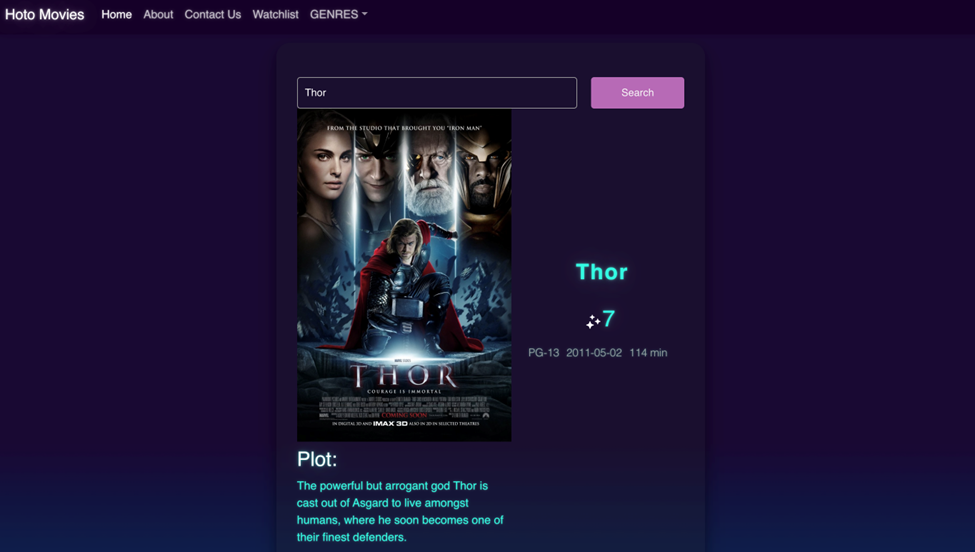 Hoto Movies Home About Contact Us Watchlist GENRES
Thor
Search
FROM THE STUDIO THAT BROUGHT YOU "IRON MAN"
THOR
COURAGE IS IMMORTAL
COMING SOON
IN DIGITAL 3D AND IMAX 3D ALSO IN 2D IN SELECTED THEATRES
Thor
7
PG-13 2011-05-02 114 min
Plot:
The powerful but arrogant god Thor is
cast out of Asgard to live amongst
humans, where he soon becomes one of
their finest defenders.